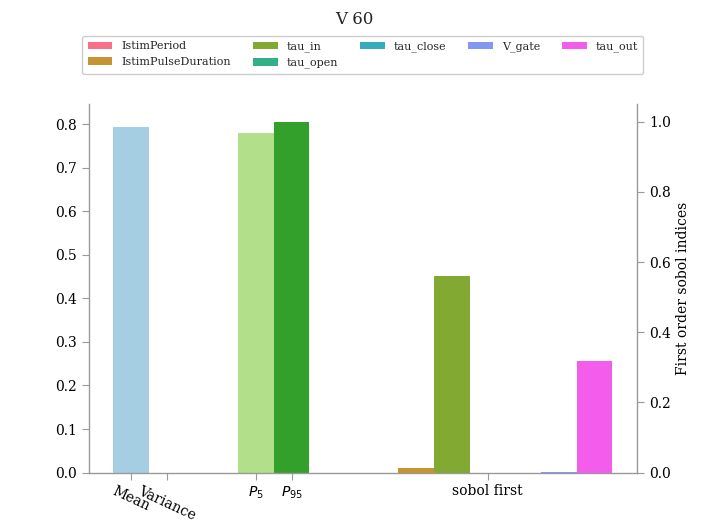 V 60
IstimPeriod tau_in tau_close V_gate tau_out
IstimPulseDuration tau_open
0.8
0.7
0.6
0.5
0.4
0.3
0.2
0.1
0.0
1.0
0.8
0.6
0.4
0.2
0.0
First order sobol indices
Mean
Variance
P5
P95
sobol first